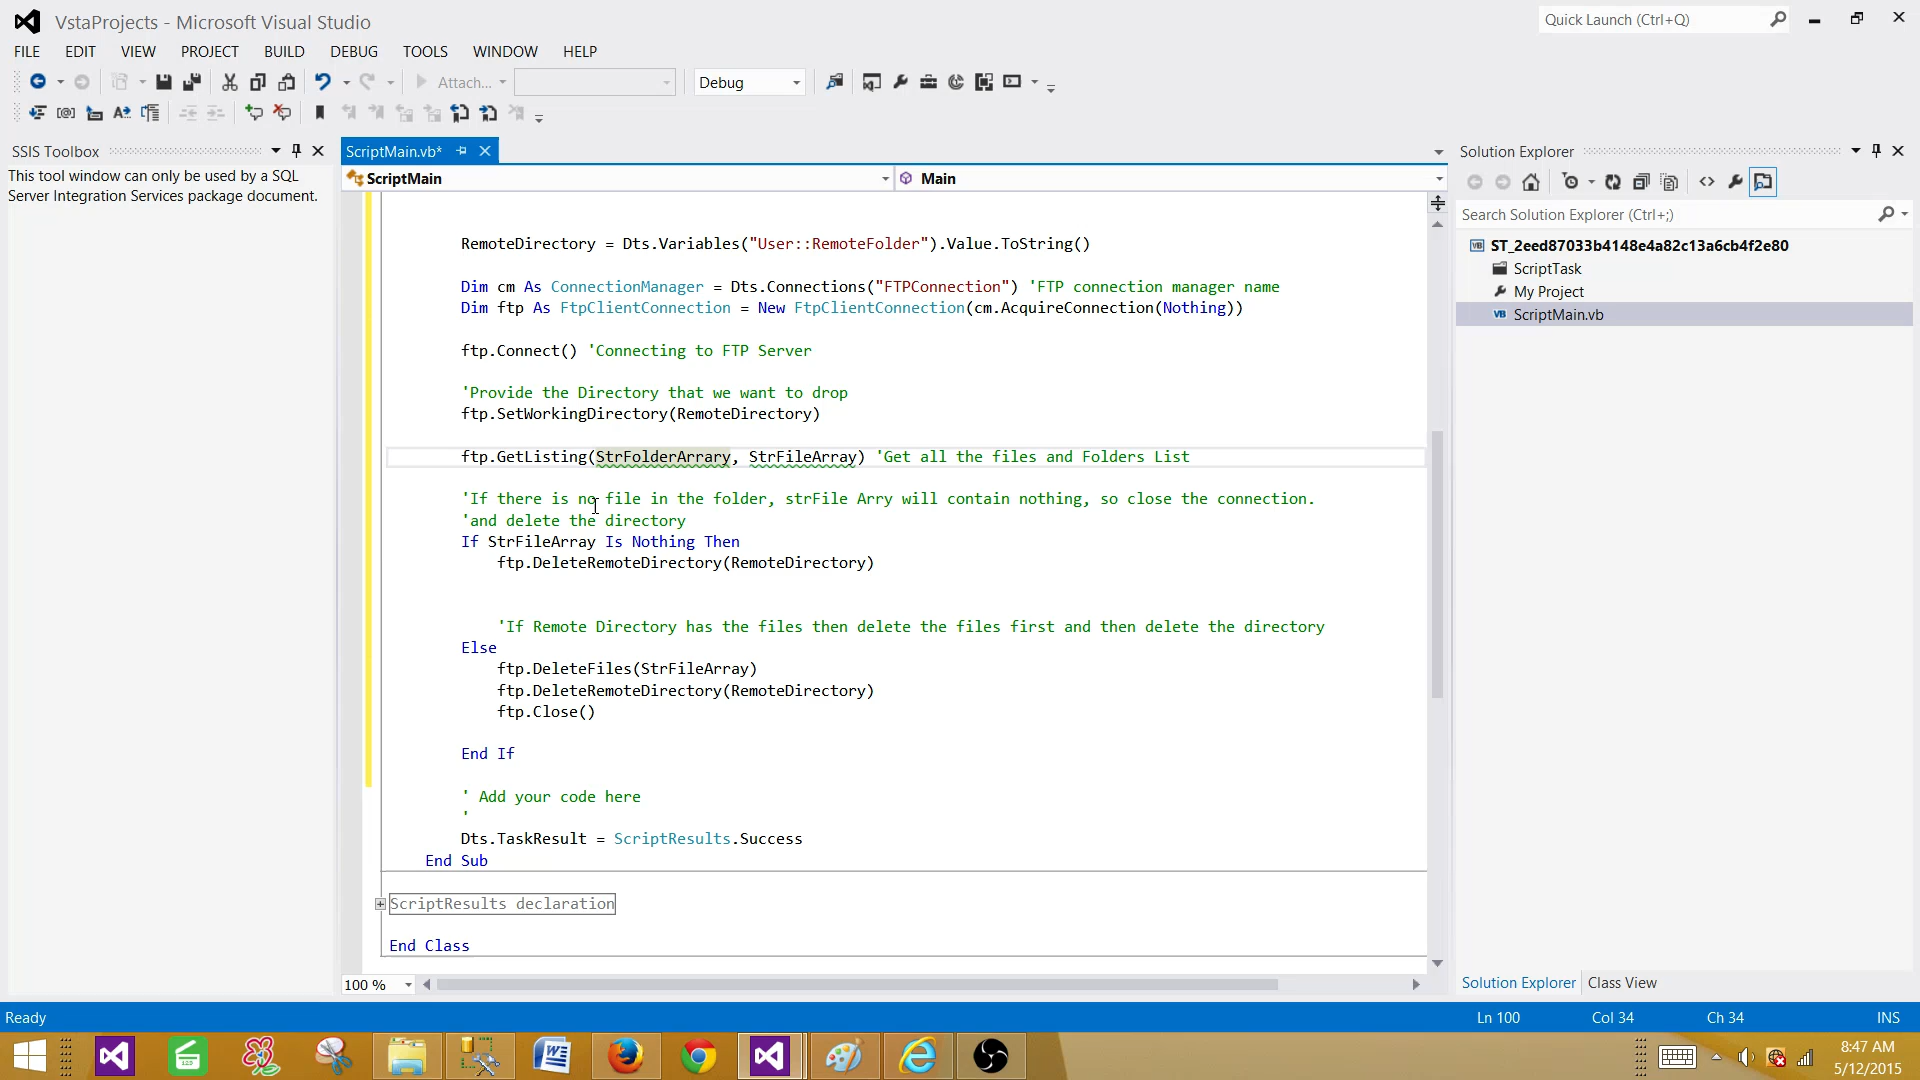 VstaProjects - Microsoft Visual Studio
Quick Launch (Ctrl+Q)
FILE EDIT VIEW PROJECT BUILD DEBUG TOOLS WINDOW HELP
Attach...
Debug
SSIS Toolbox
This tool window can only be used by a SQL
Server Integration Services package document.
ScriptMain.vb*
ScriptMain
Main
RemoteDirectory = Dts.Variables("User::RemoteFolder").Value.ToString()
Dim cm As ConnectionManager = Dts.Connections("FTPConnection") 'FTP connection manager name
Dim ftp As FtpClientConnection = New FtpClientConnection(cm.AcquireConnection(Nothing))
ftp.Connect() 'Connecting to FTP Server
'Provide the Directory that we want to drop
ftp.SetWorkingDirectory(RemoteDirectory)
ftp.GetListing(StrFolderArrary, StrFileArray) 'Get all the files and Folders List
'If there is no file in the folder, strFile Arry will contain nothing, so close the connection.
'and delete the directory
If StrFileArray Is Nothing Then
ftp.DeleteRemoteDirectory(RemoteDirectory)
'If Remote Directory has the files then delete the files first and then delete the directory
Else
ftp.DeleteFiles(StrFileArray)
ftp.DeleteRemoteDirectory(RemoteDirectory)
ftp.Close()
End If
' Add your code here
'
Dts.TaskResult = ScriptResults.Success
End Sub
ScriptResults declaration
End Class
100 %
Solution Explorer
Search Solution Explorer (Ctrl+;)
ST_2eed87033b4148e4a82c13a6cb4f2e80
ScriptTask
My Project
ScriptMain.vb
Solution Explorer Class View
Ready
Ln 100 Col 34 Ch 34 INS
8:47 AM
5/12/2015